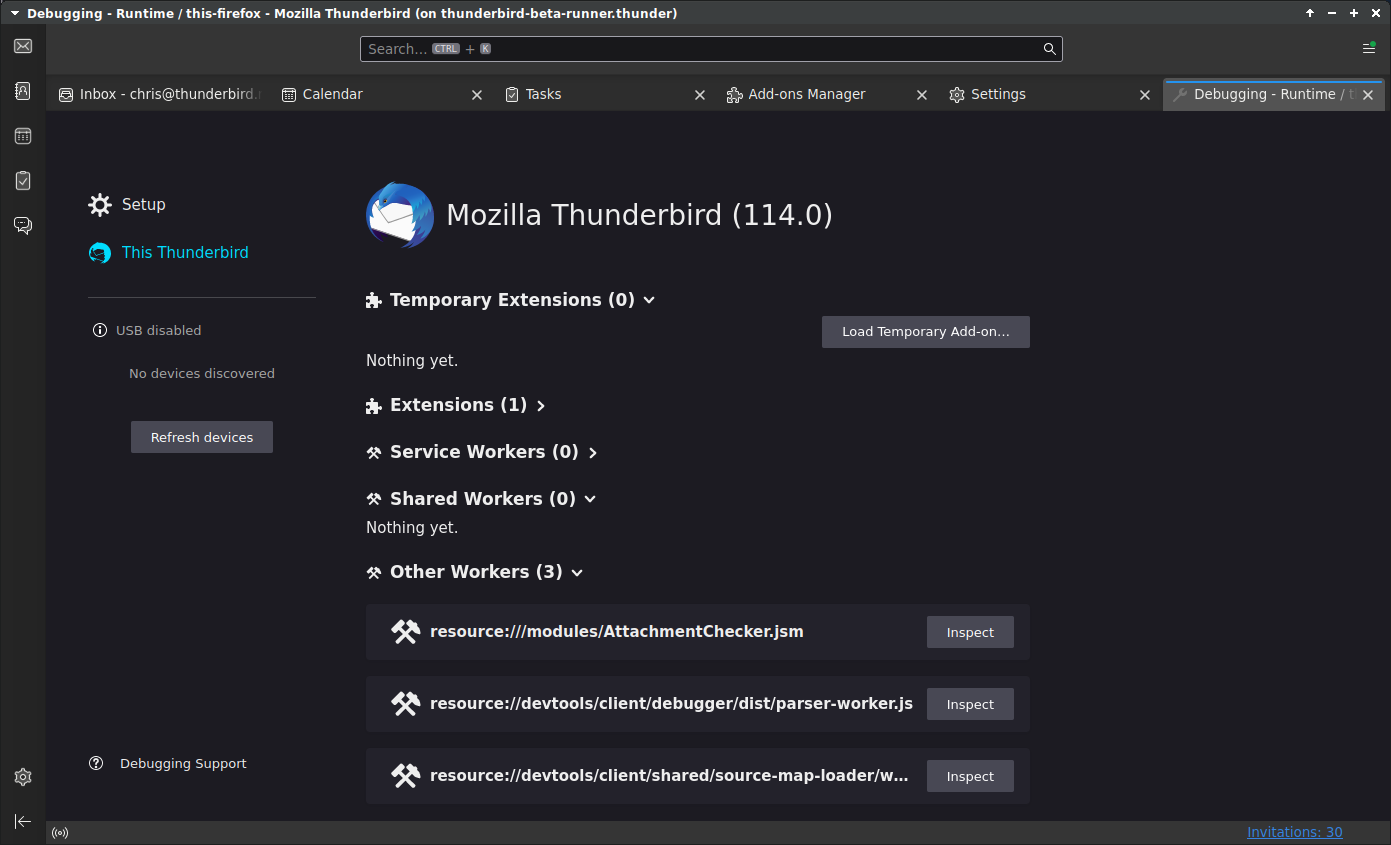 Debugging - Runtime / this-firefox - Mozilla Thunderbird (on thunderbird-beta-runner.thunder)
Search... CTRL + K
Inbox - chris@thunderbird.
Calendar
Tasks
Add-ons Manager
Settings
Debugging - Runtime /
Setup
This Thunderbird
USB disabled
No devices discovered
Refresh devices
Debugging Support
Mozilla Thunderbird (114.0)
Temporary Extensions (0)
Load Temporary Add-on...
Nothing yet.
Extensions (1)
Service Workers (0)
Shared Workers (0)
Nothing yet.
Other Workers (3)
resource:///modules/AttachmentChecker.jsm
Inspect
resource://devtools/client/debugger/dist/parser-worker.js
Inspect
resource://devtools/client/shared/source-map-loader/w...
Inspect
Invitations: 30